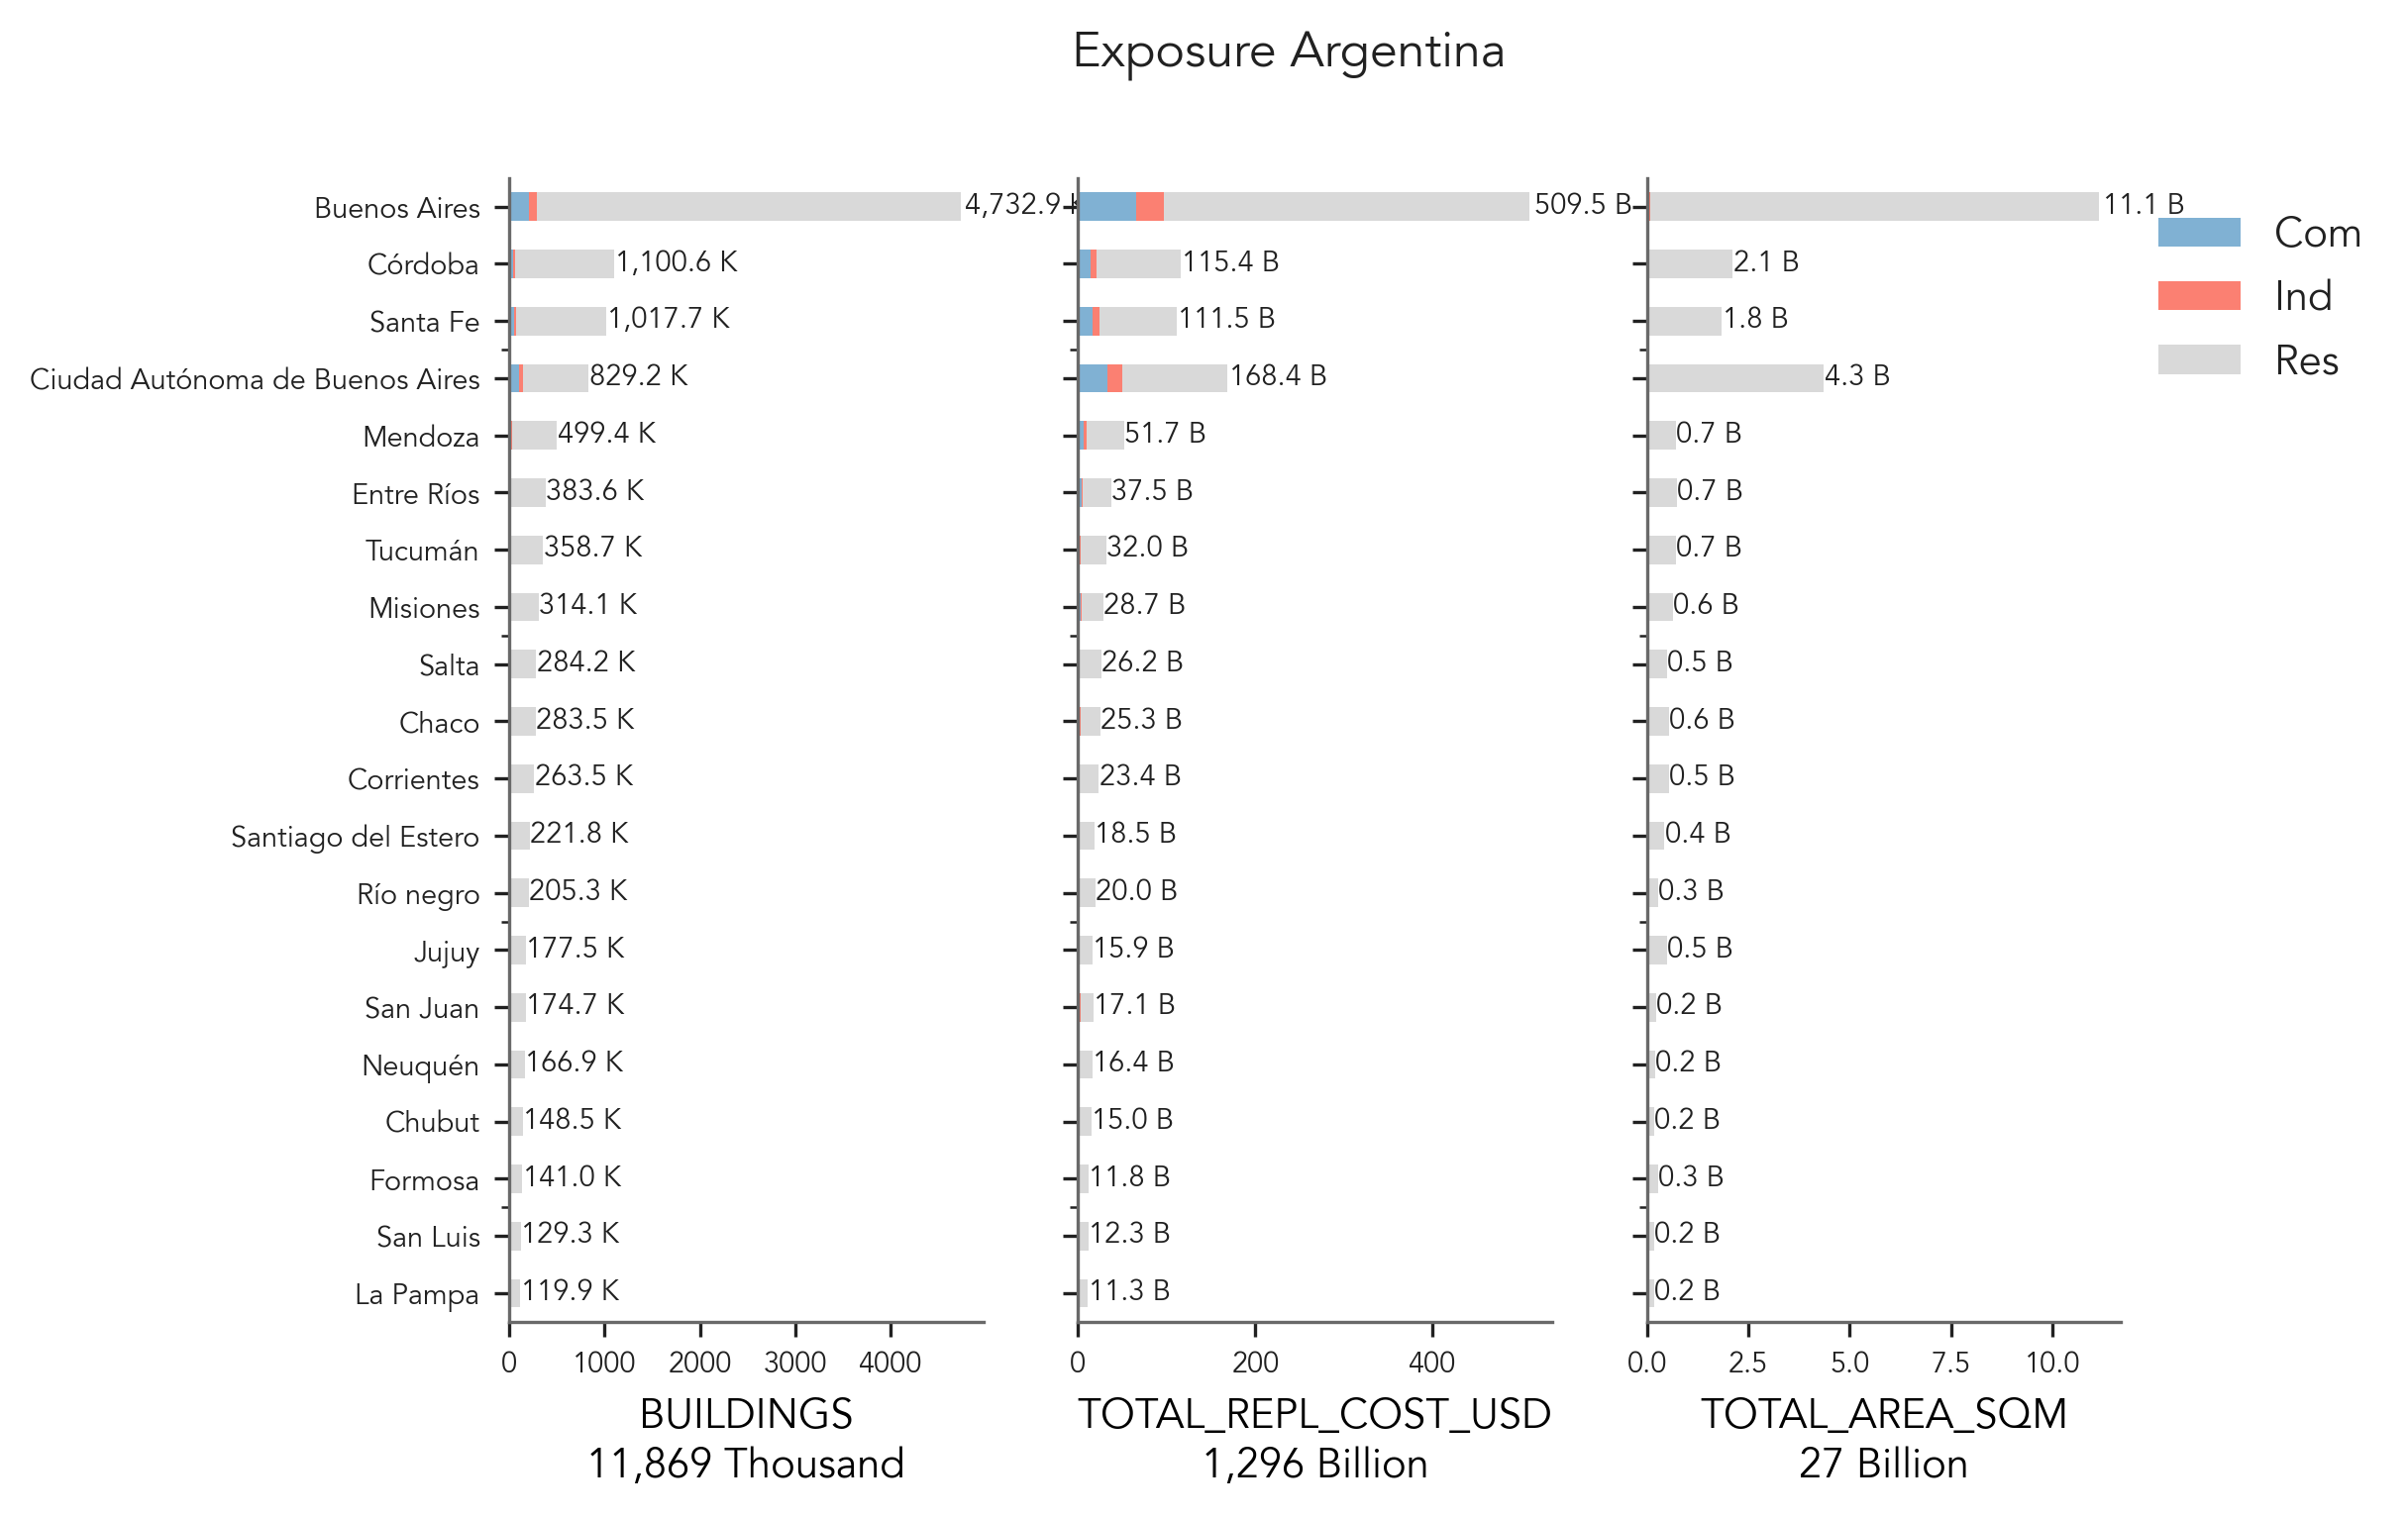 Exposure Argentina
Buenos Aires 4,732.9 K 509.5 B 11.1 B
Córdoba 1,100.6 K 115.4 B 2.1 B
Santa Fe 1,017.7 K 111.5 B 1.8 B
Ciudad Autónoma de Buenos Aires 829.2 K 168.4 B 4.3 B
Mendoza 499.4 K 51.7 B 0.7 B
Entre Ríos 383.6 K 37.5 B 0.7 B
Tucumán 358.7 K 32.0 B 0.7 B
Misiones 314.1 K 28.7 B 0.6 B
Salta 284.2 K 26.2 B 0.5 B
Chaco 283.5 K 25.3 B 0.6 B
Corrientes 263.5 K 23.4 B 0.5 B
Santiago del Estero 221.8 K 18.5 B 0.4 B
Río negro 205.3 K 20.0 B 0.3 B
Jujuy 177.5 K 15.9 B 0.5 B
San Juan 174.7 K 17.1 B 0.2 B
Neuquén 166.9 K 16.4 B 0.2 B
Chubut 148.5 K 15.0 B 0.2 B
Formosa 141.0 K 11.8 B 0.3 B
San Luis 129.3 K 12.3 B 0.2 B
La Pampa 119.9 K 11.3 B 0.2 B
0 1000 2000 3000 4000
BUILDINGS
11,869 Thousand
0 200 400
TOTAL_REPL_COST_USD
1,296 Billion
0.0 2.5 5.0 7.5 10.0
TOTAL_AREA_SQM
27 Billion
Com
Ind
Res